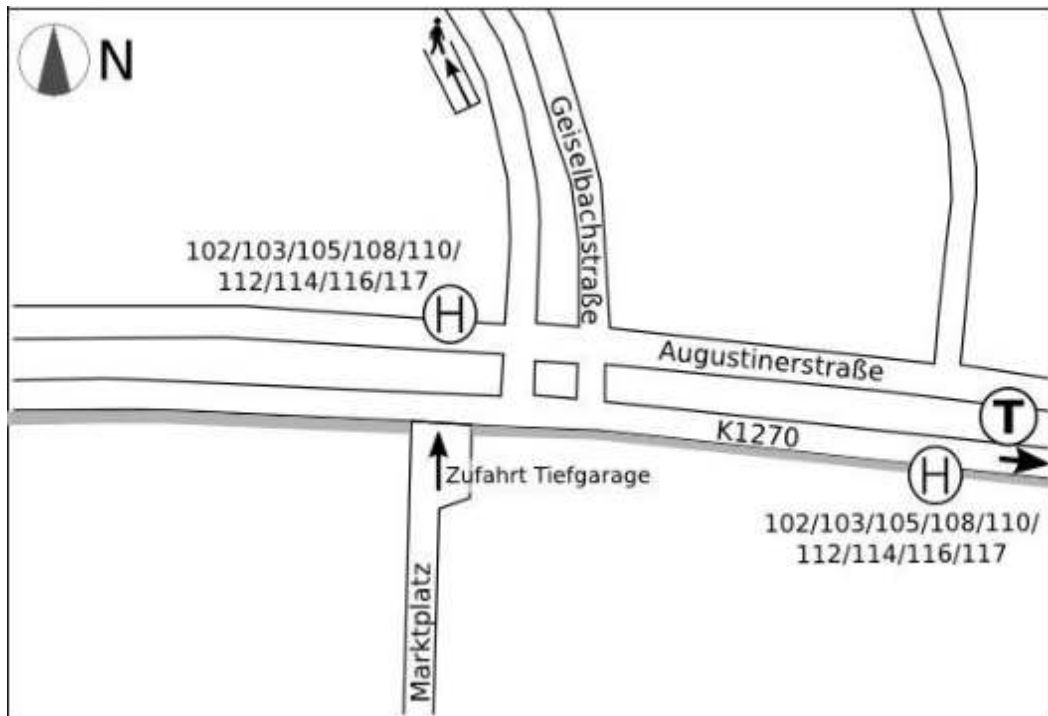 N
Geiselbachstraße
102/103/105/108/110/
112/114/116/117
H
Augustinerstraße
T
K1270
H
Zufahrt Tiefgarage
102/103/105/108/110/
112/114/116/117
Marktplatz